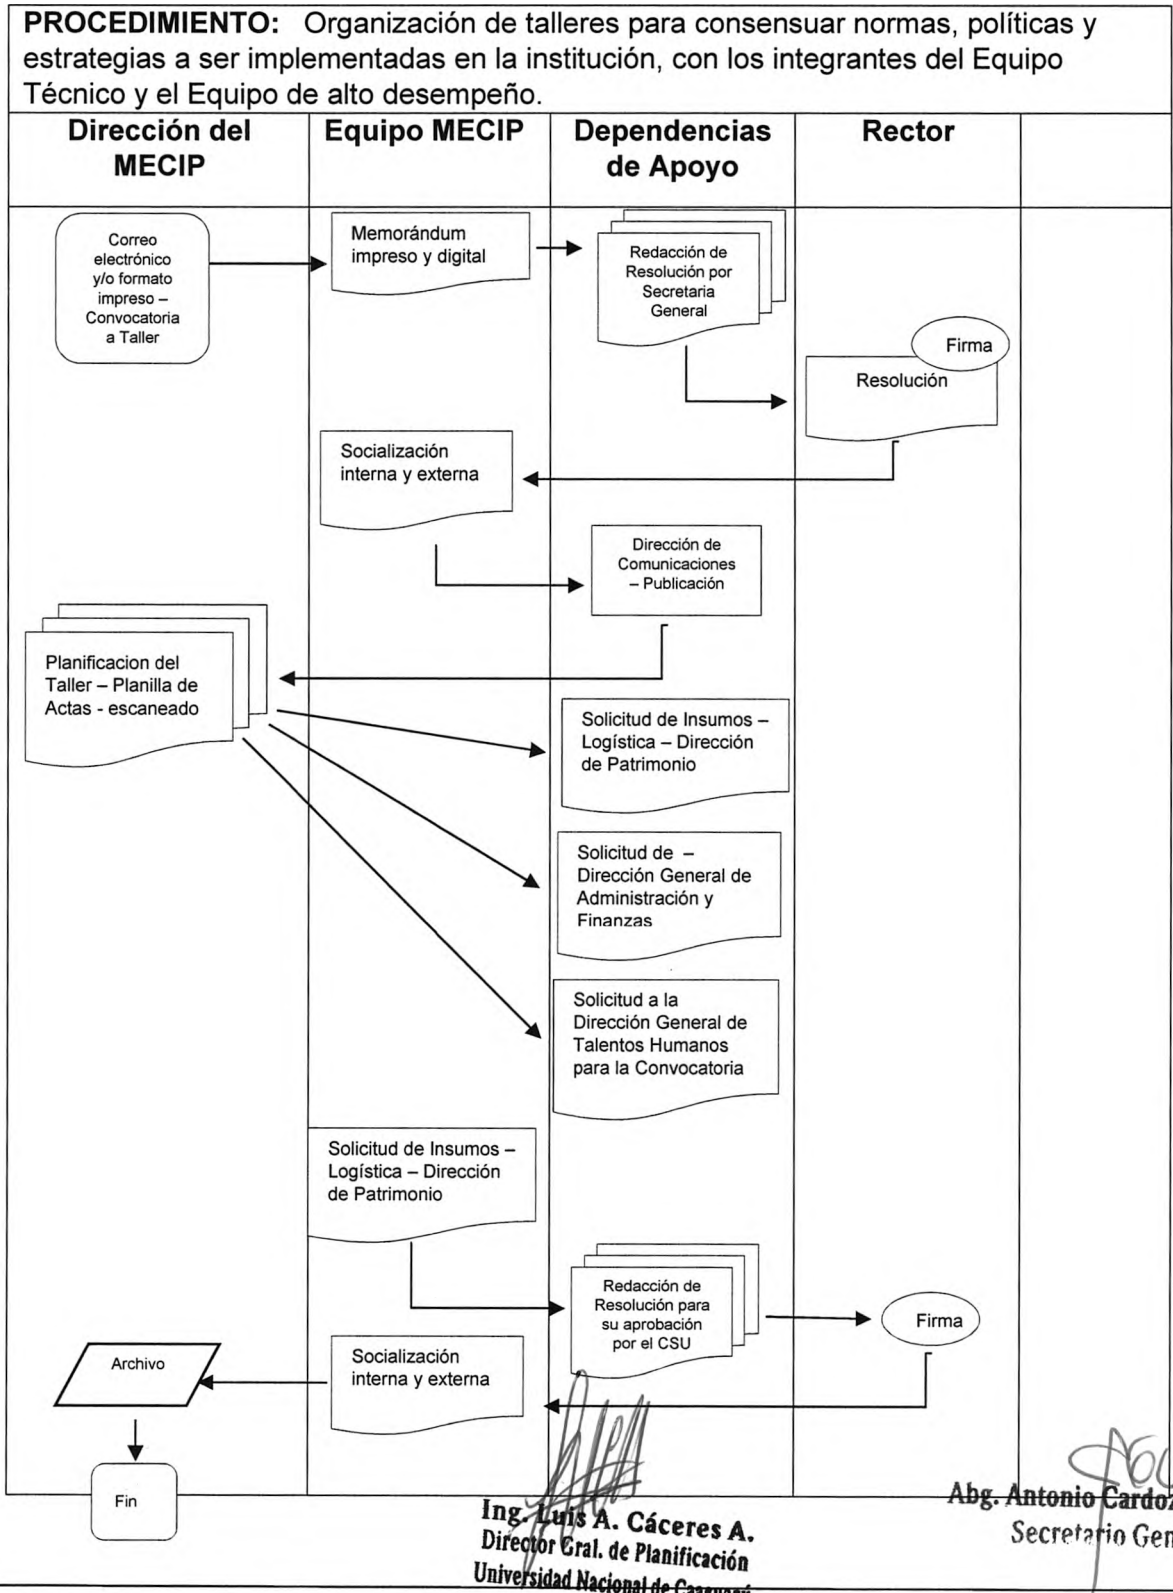 PROCEDIMIENTO: Organización de talleres para consensuar normas, políticas y
estrategias a ser implementadas en la institución, con los integrantes del Equipo
Técnico y el Equipo de alto desempeño.
Dirección del
MECIP
Equipo MECIP
Dependencias
de Apoyo
Rector
Correo
electrónico
y/o formato
impreso –
Convocatoria
a Taller
Memorándum
impreso y digital
Redacción de
Resolución por
Secretaria
General
Firma
Resolución
Socialización
interna y externa
Dirección de
Comunicaciones
– Publicación
Planificacion del
Taller – Planilla de
Actas - escaneado
Solicitud de Insumos –
Logística – Dirección
de Patrimonio
Solicitud de –
Dirección General de
Administración y
Finanzas
Solicitud a la
Dirección General de
Talentos Humanos
para la Convocatoria
Solicitud de Insumos –
Logística – Dirección
de Patrimonio
Redacción de
Resolución para
su aprobación
por el CSU
Firma
Socialización
interna y externa
Archivo
Fin
Ing. Luis A. Cáceres A.
Director Gral. de Planificación
Universidad Nacional de
Abg. Antonio
Secretario